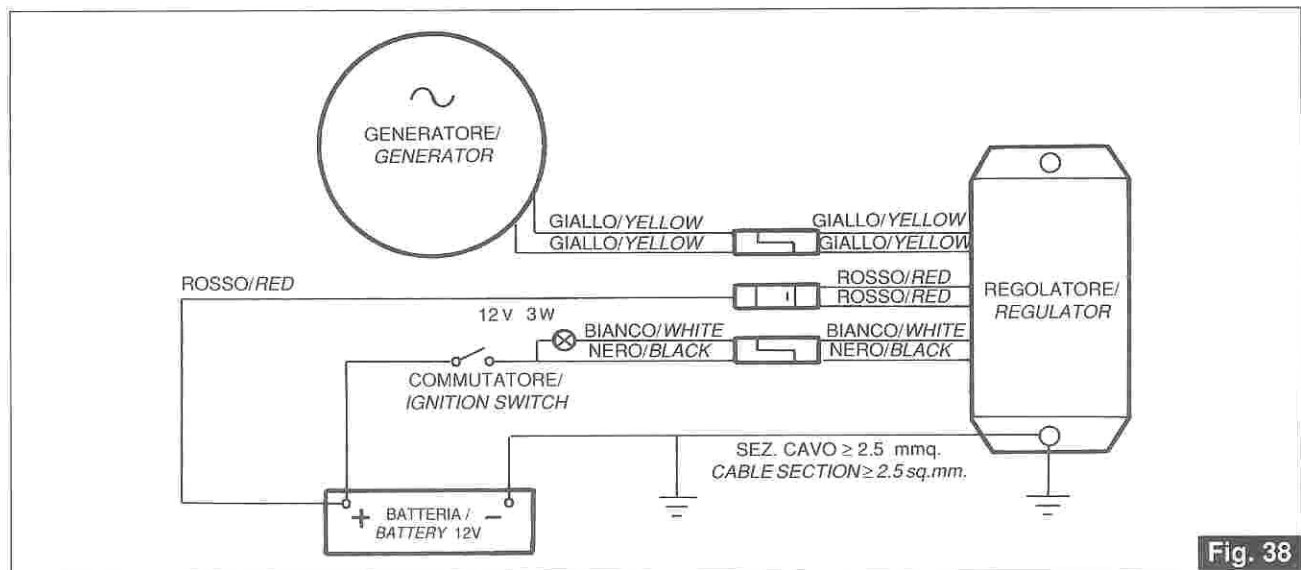 GENERATORE/
GENERATOR
GIALLO/YELLOW
GIALLO/YELLOW
GIALLO/YELLOW
GIALLO/YELLOW
ROSSO/RED
ROSSO/RED
ROSSO/RED
REGOLATORE/
REGULATOR
12V 3W
BIANCO/WHITE
NERO/BLACK
BIANCO/WHITE
NERO/BLACK
COMMUTATORE/
IGNITION SWITCH
SEZ. CAVO ≥ 2.5 mmq.
CABLE SECTION ≥ 2.5 sq.mm.
+ BATTERIA / −
BATTERY 12V
Fig. 38